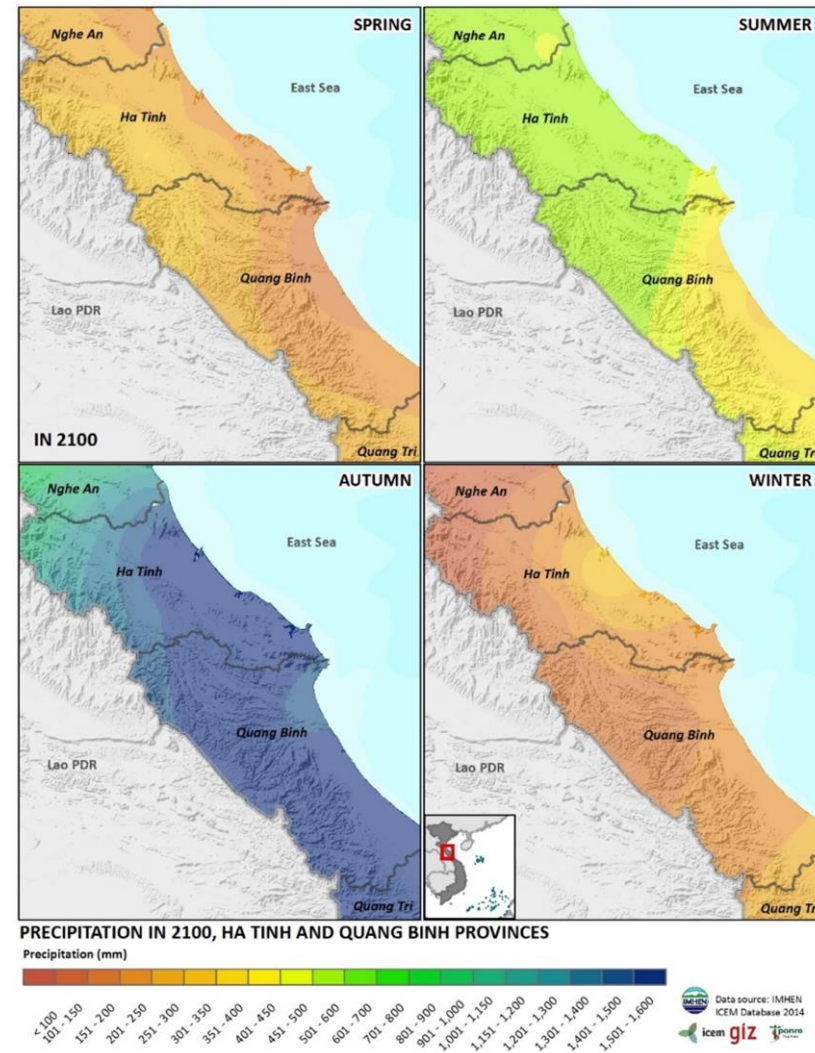 SPRING
Nghe An
East Sea
Ha Tinh
Quang Binh
Lao PDR
IN 2100
Quang Tri
SUMMER
Nghe An
East Sea
Ha Tinh
Quang Binh
Lao PDR
Quang Tri
AUTUMN
Nghe An
East Sea
Ha Tinh
Quang Binh
Lao PDR
Quang Tri
WINTER
Nghe An
East Sea
Ha Tinh
Quang Binh
Lao PDR
Quang Tri
PRECIPITATION IN 2100, HA TINH AND QUANG BINH PROVINCES
Precipitation (mm)
< 100
101 - 150
151 - 200
201 - 250
251 - 300
301 - 350
351 - 400
401 - 450
451 - 500
501 - 600
601 - 700
701 - 800
801 - 900
901 - 1,000
1,001 - 1,150
1,151 - 1,200
1,201 - 1,300
1,301 - 1,400
1,401 - 1,500
1,501 - 1,600
IMHEN
Data source: IMHEN
ICEM Database 2014
icem giz ponre